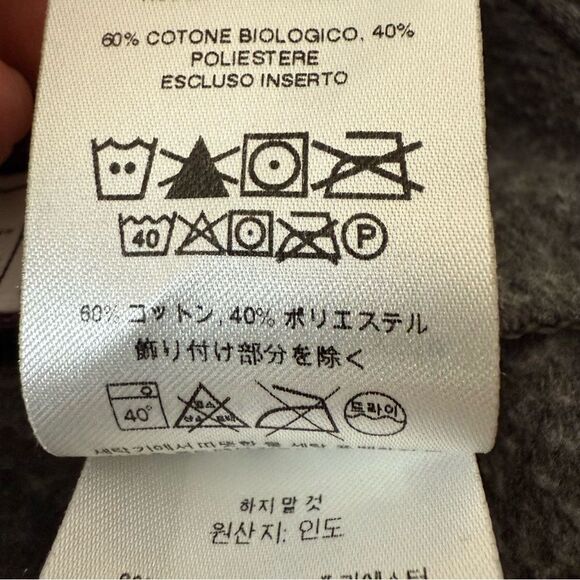 60% COTONE BIOLOGICO, 40%
POLIESTERE
ESCLUSO INSERTO
40 P
60% コットン, 40% ポリエステル
飾り付け部分を除く
40° 드라이
하지 말 것
원산지: 인도